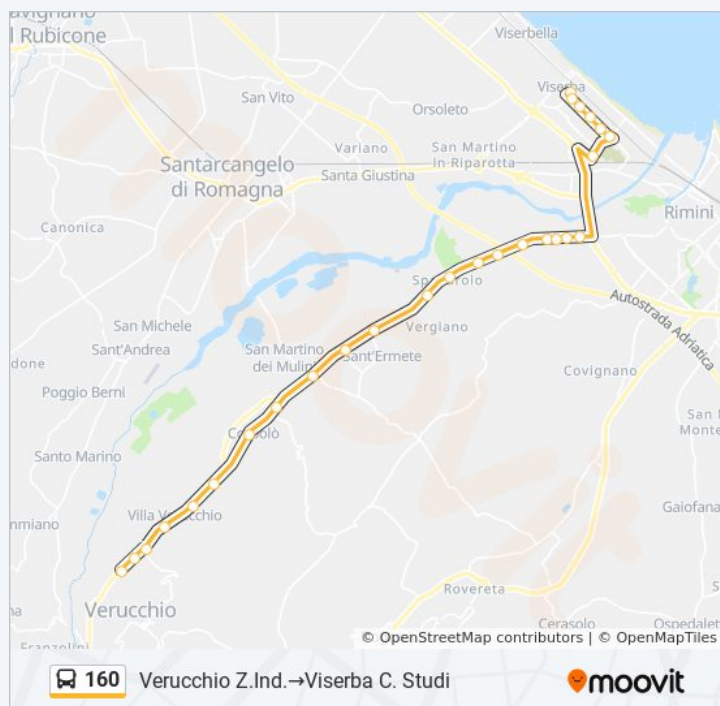 avignano
l Rubicone
Viserbella
Viserba
San Vito
Orsoleto
Variano
San Martino
in Riparotta
Santarcangelo
di Romagna
Santa Giustina
Canonica
Rimini
San Michele
Sant'Andrea
Vergiano
Autostrada Adriatica
done
San Martino
dei Mulini
Sant'Ermete
Covignano
Poggio Berni
San M
Monte
Santo Marino
Villa Verucchio
nmiano
Gaiofana
Rovereta
Verucchio
Cerasolo
Ospedalet
Franzolini
© OpenStreetMap contributors | © OpenMapTiles
160
Verucchio Z.Ind.→Viserba C. Studi
moovit